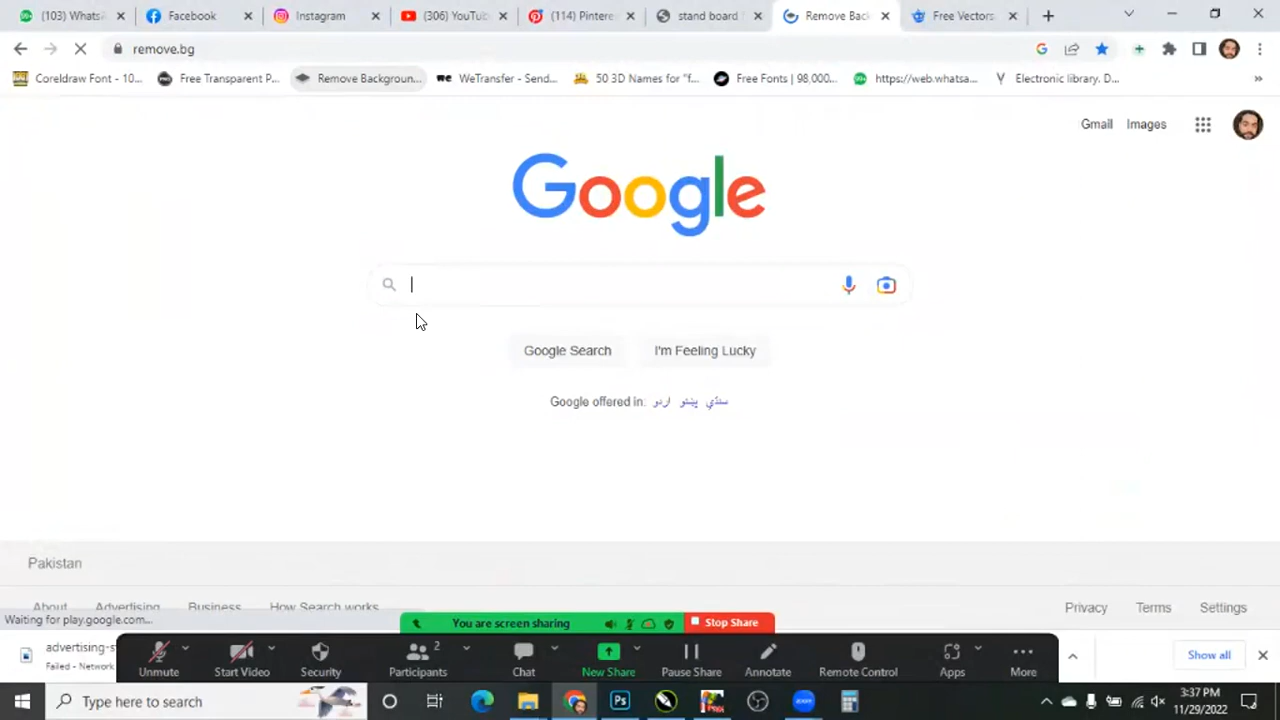 (103) Whats
Facebook
Instagram
(306) YouTub
(114) Pintere
stand board
Remove Bac
Free Vectors
remove.bg
Coreldraw Font - 10...
Free Transparent P...
Remove Backgroun...
WeTransfer - Send...
50 3D Names for "f...
Free Fonts | 98,000...
https://web.whatsa...
Electronic library. D...
Gmail Images
Google
Google Search
I'm Feeling Lucky
Google offered in: اردو پښتو سنڌي
Pakistan
About Advertising Business How Search works
Privacy Terms Settings
Waiting for play.google.com...
You are screen sharing
Stop Share
advertising-s
Failed - Network
Unmute
Start Video
Security
2
Participants
Chat
New Share
Pause Share
Annotate
Remote Control
Apps
More
Show all
Type here to search
Ps
3:37 PM
11/29/2022